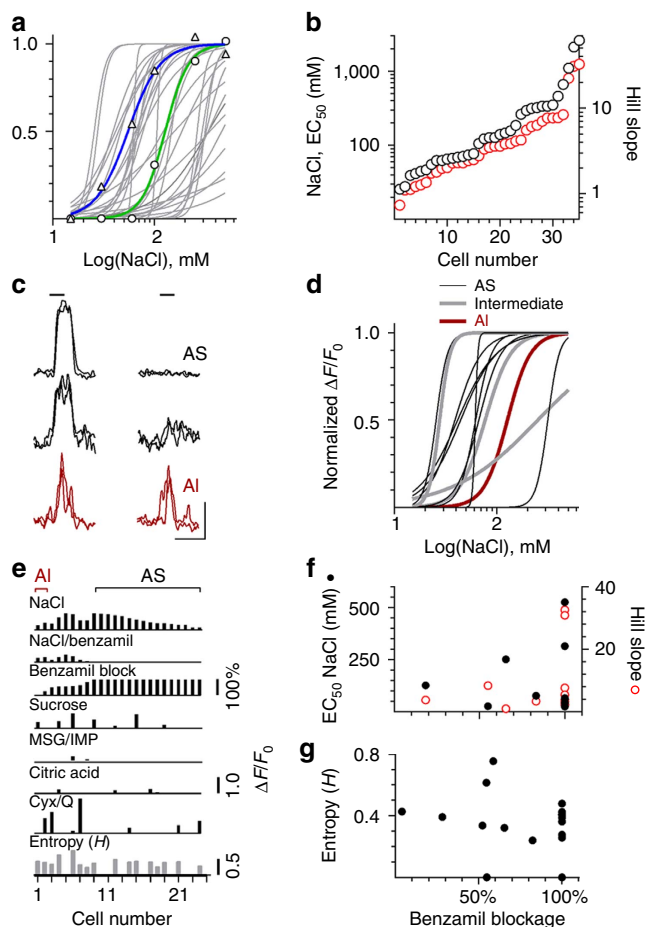 a
1.0
0.5
1
2
Log(NaCl), mM
b
NaCl, EC50 (mM)
1,000
100
10
1
Hill slope
10
20
30
Cell number
c
AS
AI
d
AS
Intermediate
AI
Normalized ΔF/F0
1.0
0.5
1
2
Log(NaCl), mM
e
AI
AS
NaCl
NaCl/benzamil
Benzamil block
100%
Sucrose
MSG/IMP
Citric acid
1.0
ΔF/F0
Cyx/Q
Entropy (H)
0.5
1
11
21
Cell number
f
EC50 NaCl (mM)
500
250
40
20
Hill slope
g
Entropy (H)
0.8
0.4
50%
100%
Benzamil blockage